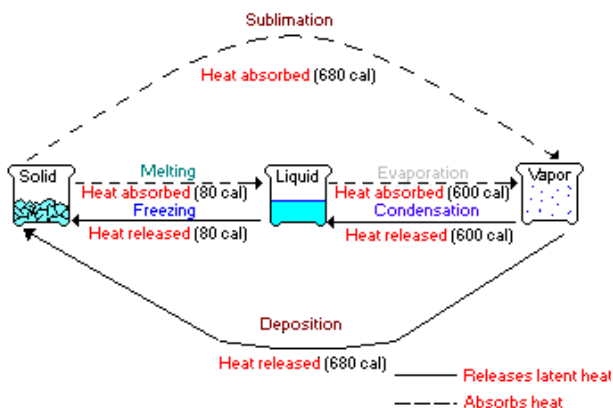 Sublimation
Heat absorbed (680 cal)
Solid
Melting
Liquid
Evaporation
Vapor
Heat absorbed (80 cal)
Heat absorbed (600 cal)
Freezing
Condensation
Heat released (80 cal)
Heat released (600 cal)
Deposition
Heat released (680 cal)
Releases latent heat
Absorbs heat